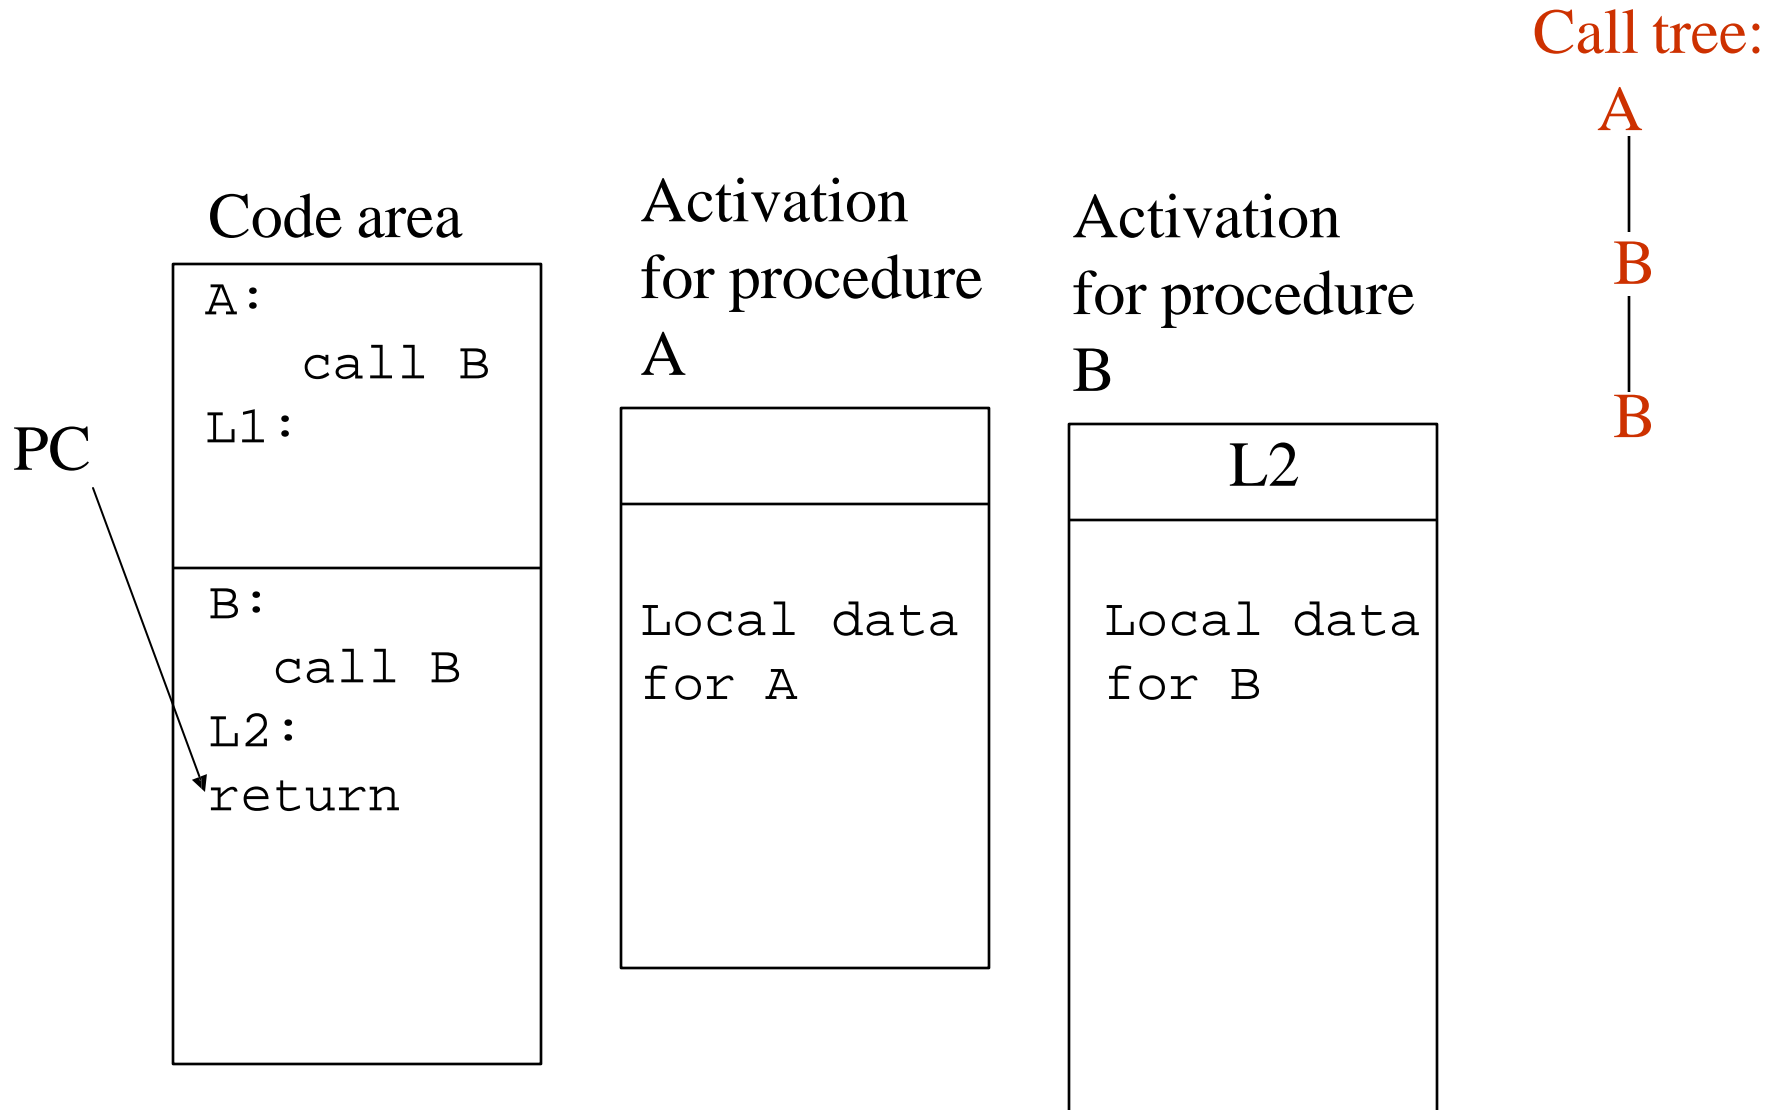 Call tree:
A
B
B
Code area
A:
call B
L1:
B:
call B
L2:
return
PC
Activation
for procedure
A
Local data
for A
Activation
for procedure
B
L2
Local data
for B